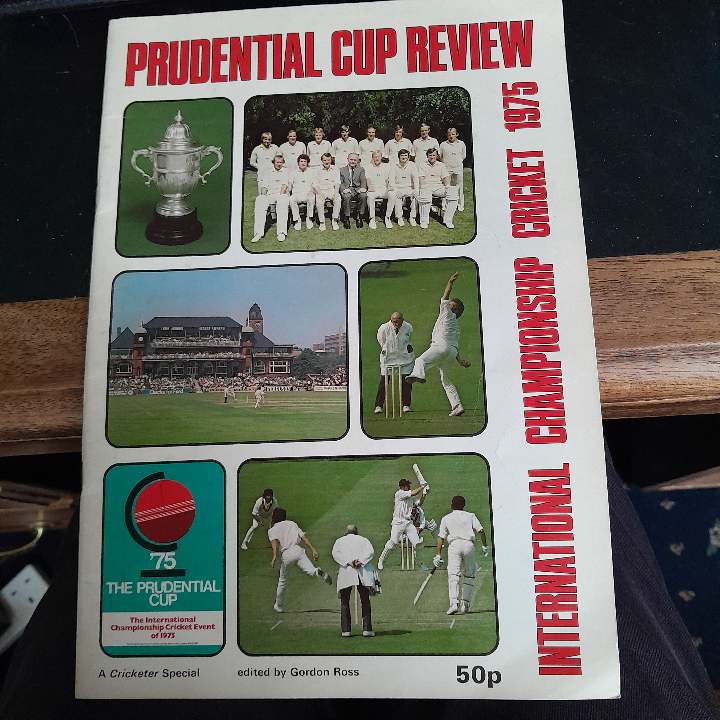 PRUDENTIAL CUP REVIEW
INTERNATIONAL CHAMPIONSHIP CRICKET 1975
'75
THE PRUDENTIAL
CUP
The International
Championship Cricket Event
of 1975
A Cricketer Special
edited by Gordon Ross
50p